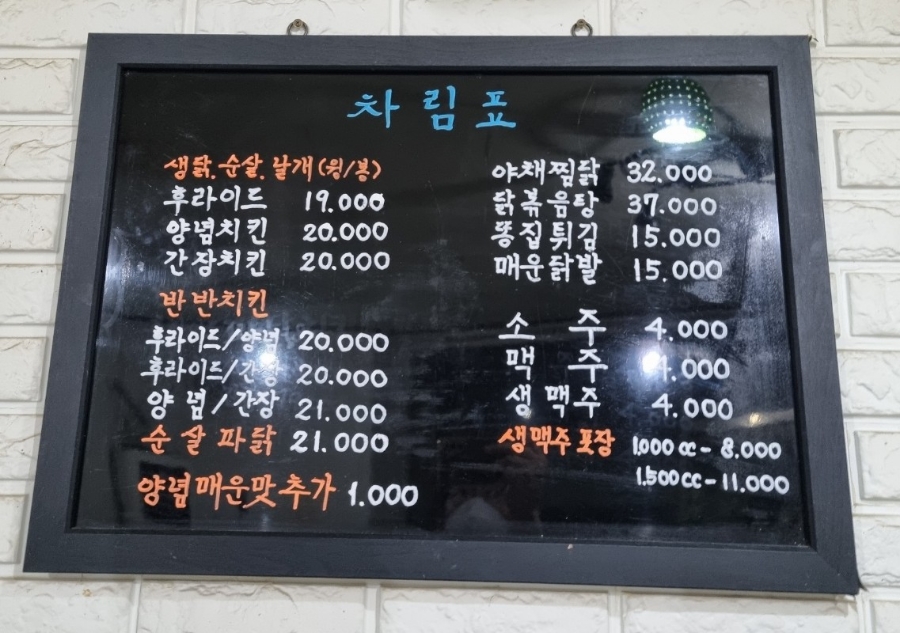 차림표
생닭.순살.날개(윙/봉)
후라이드 19.000
양념치킨 20.000
간장치킨 20.000
반반치킨
후라이드/양념 20.000
후라이드/간장 20.000
양념/간장 21.000
순살파닭 21.000
양념매운맛추가 1.000
야채찜닭 32.000
닭볶음탕 37.000
똥집튀김 15.000
매운닭발 15.000
소주 4.000
맥주 4.000
생맥주 4.000
생맥주포장 1.000cc-8.000
1.500cc-11.000